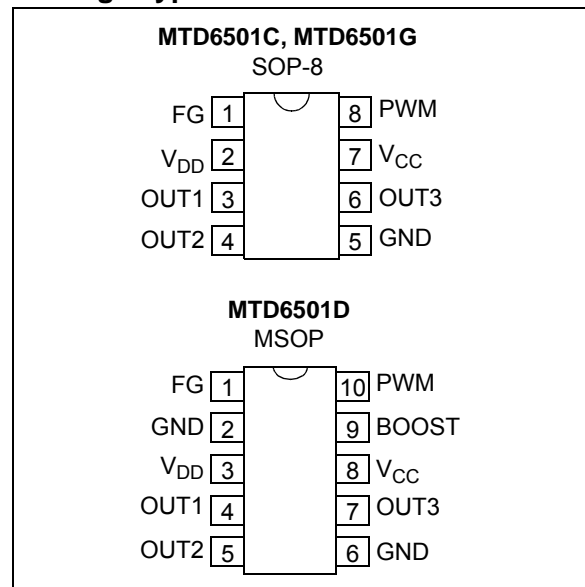 MTD6501C, MTD6501G
SOP-8
FG 1 8 PWM
VDD 2 7 VCC
OUT1 3 6 OUT3
OUT2 4 5 GND
MTD6501D
MSOP
FG 1 10 PWM
GND 2 9 BOOST
VDD 3 8 VCC
OUT1 4 7 OUT3
OUT2 5 6 GND